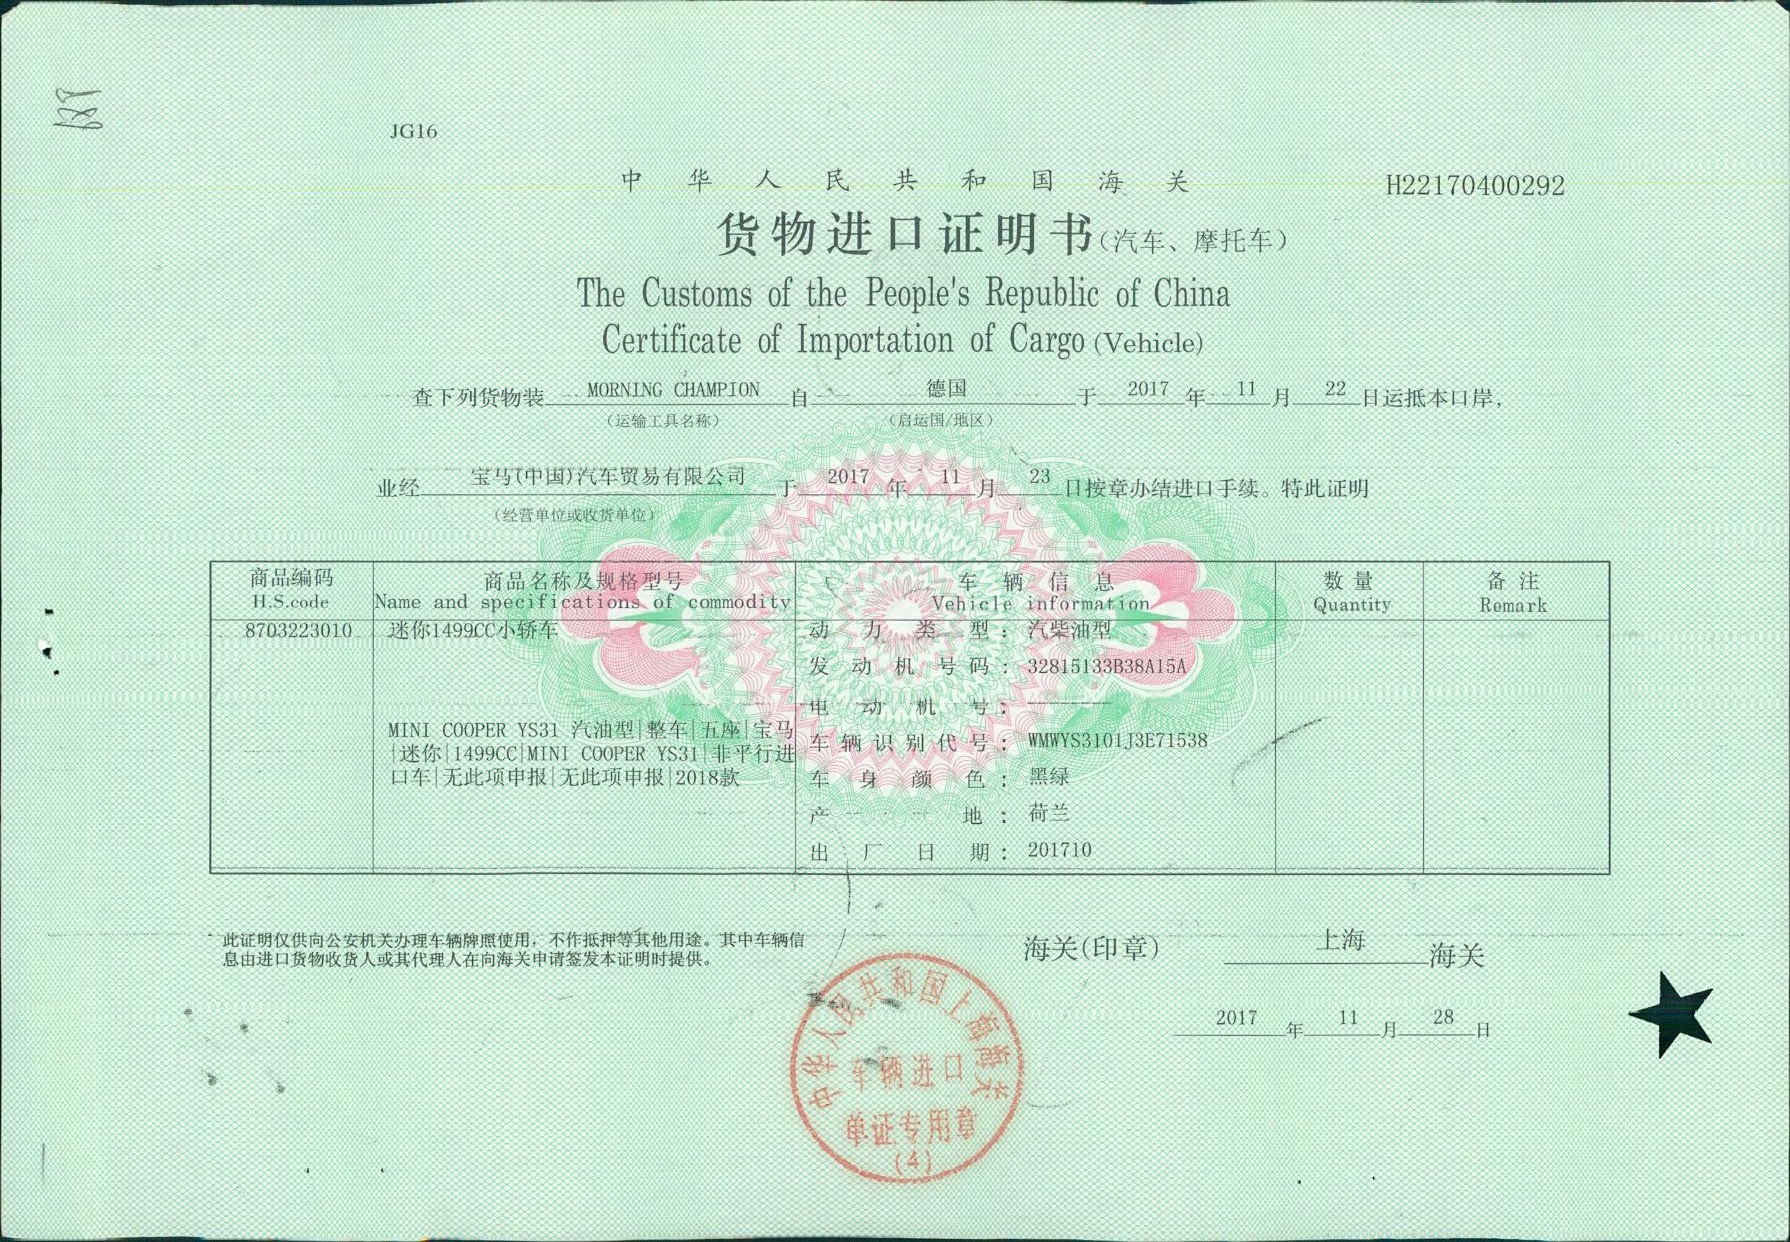 JG16
中华人民共和国海关
H22170400292
货物进口证明书(汽车、摩托车)
The Customs of the People's Republic of China
Certificate of Importation of Cargo (Vehicle)
查下列货物装 MORNING CHAMPION 自 德国 于 2017 年 11 月 22 日运抵本口岸,
(运输工具名称) (启运国/地区)
业经 宝马(中国)汽车贸易有限公司 于 2017 年 11 月 23 日按章办结进口手续。特此证明
(经营单位或收货单位)
商品编码 商品名称及规格型号 车辆信息 数量 备注
H.S.code Name and specifications of commodity Vehicle information Quantity Remark
8703223010 迷你1499CC小轿车 动力类型: 汽柴油型
发动机号码: 32815133B38A15A
电动机号: ————
MINI COOPER YS31 汽油型|整车|五座|宝马
|迷你|1499CC|MINI COOPER YS31|非平行进
口车|无此项申报|无此项申报|2018款
车辆识别代号: WMWYS3101J3E71538
车身颜色: 黑绿
产地: 荷兰
出厂日期: 201710
此证明仅供向公安机关办理车辆牌照使用,不作抵押等其他用途。其中车辆信
息由进口货物收货人或其代理人在向海关申请签发本证明时提供。
海关(印章) 上海 海关
2017 年 11 月 28 日
中华人民共和国上海海关
车辆进口
单证专用章
(4)